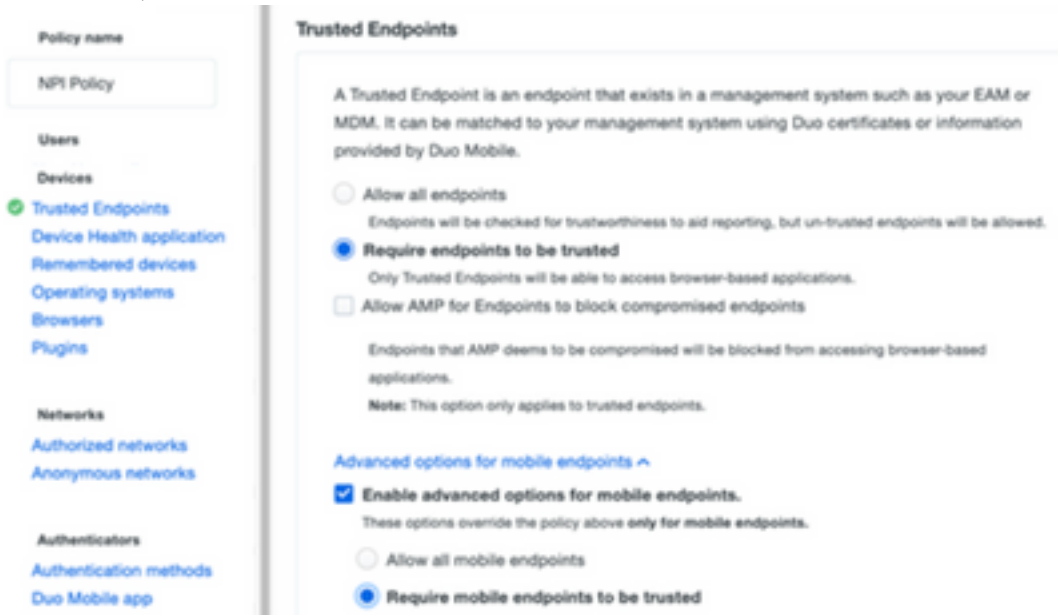 Policy name
NPI Policy
Users
Devices
Trusted Endpoints
Device Health application
Remembered devices
Operating systems
Browsers
Plugins
Networks
Authorized networks
Anonymous networks
Authenticators
Authentication methods
Duo Mobile app
Trusted Endpoints
A Trusted Endpoint is an endpoint that exists in a management system such as your EAM or
MDM. It can be matched to your management system using Duo certificates or information
provided by Duo Mobile.
Allow all endpoints
Endpoints will be checked for trustworthiness to aid reporting, but un-trusted endpoints will be allowed.
Require endpoints to be trusted
Only Trusted Endpoints will be able to access browser-based applications.
Allow AMP for Endpoints to block compromised endpoints
Endpoints that AMP deems to be compromised will be blocked from accessing browser-based
applications.
Note: This option only applies to trusted endpoints.
Advanced options for mobile endpoints
Enable advanced options for mobile endpoints.
These options override the policy above only for mobile endpoints.
Allow all mobile endpoints
Require mobile endpoints to be trusted